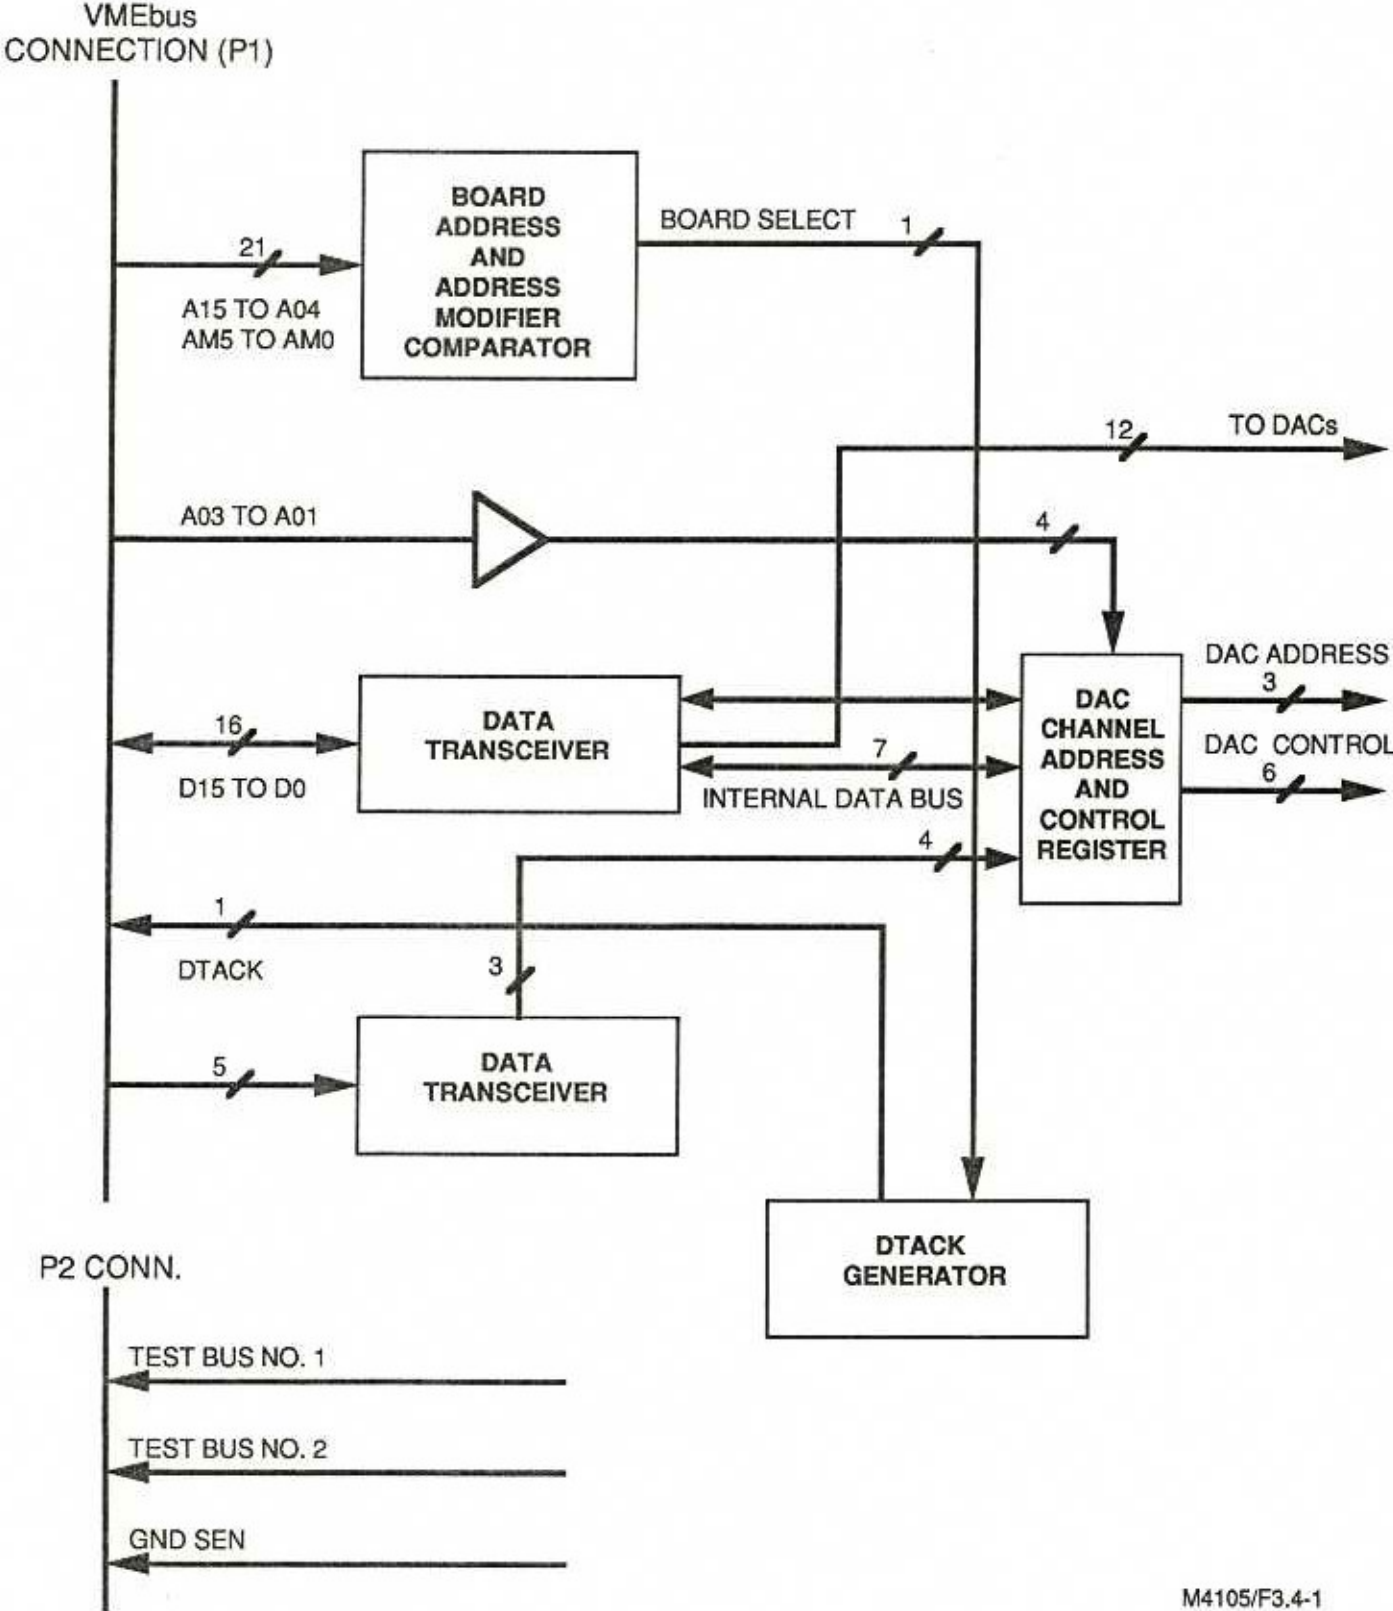 VMEbus
CONNECTION (P1)
BOARD
ADDRESS
AND
ADDRESS
MODIFIER
COMPARATOR
BOARD SELECT
1
21
A15 TO A04
AM5 TO AM0
12
TO DACs
A03 TO A01
4
DATA
TRANSCEIVER
16
D15 TO D0
7
INTERNAL DATA BUS
DAC
CHANNEL
ADDRESS
AND
CONTROL
REGISTER
DAC ADDRESS
3
DAC CONTROL
6
4
1
DTACK
3
5
DATA
TRANSCEIVER
DTACK
GENERATOR
P2 CONN.
TEST BUS NO. 1
TEST BUS NO. 2
GND SEN
M4105/F3.4-1